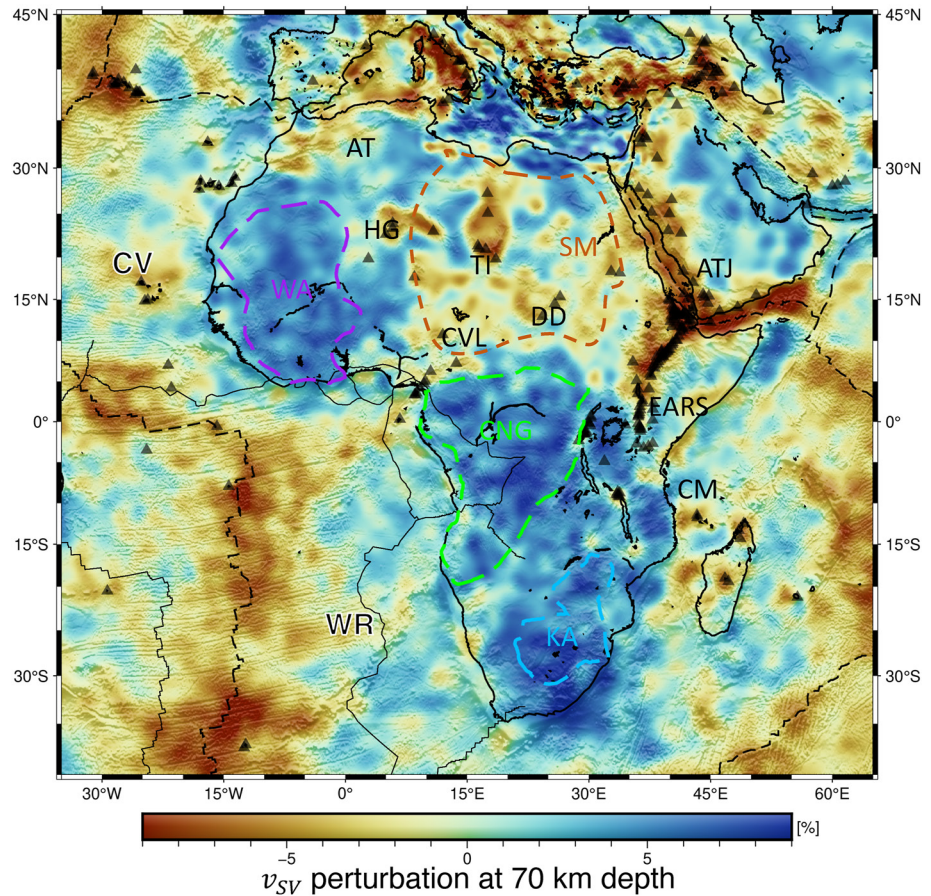 45°N
45°N
30°N
30°N
15°N
15°N
0°
0°
15°S
15°S
30°S
30°S
AT
HG
TI
SM
CV
WA
ATJ
DD
CVL
EARS
CNG
CM
WR
KA
30°W
15°W
0°
15°E
30°E
45°E
60°E
[%]
−5
0
5
vSV perturbation at 70 km depth